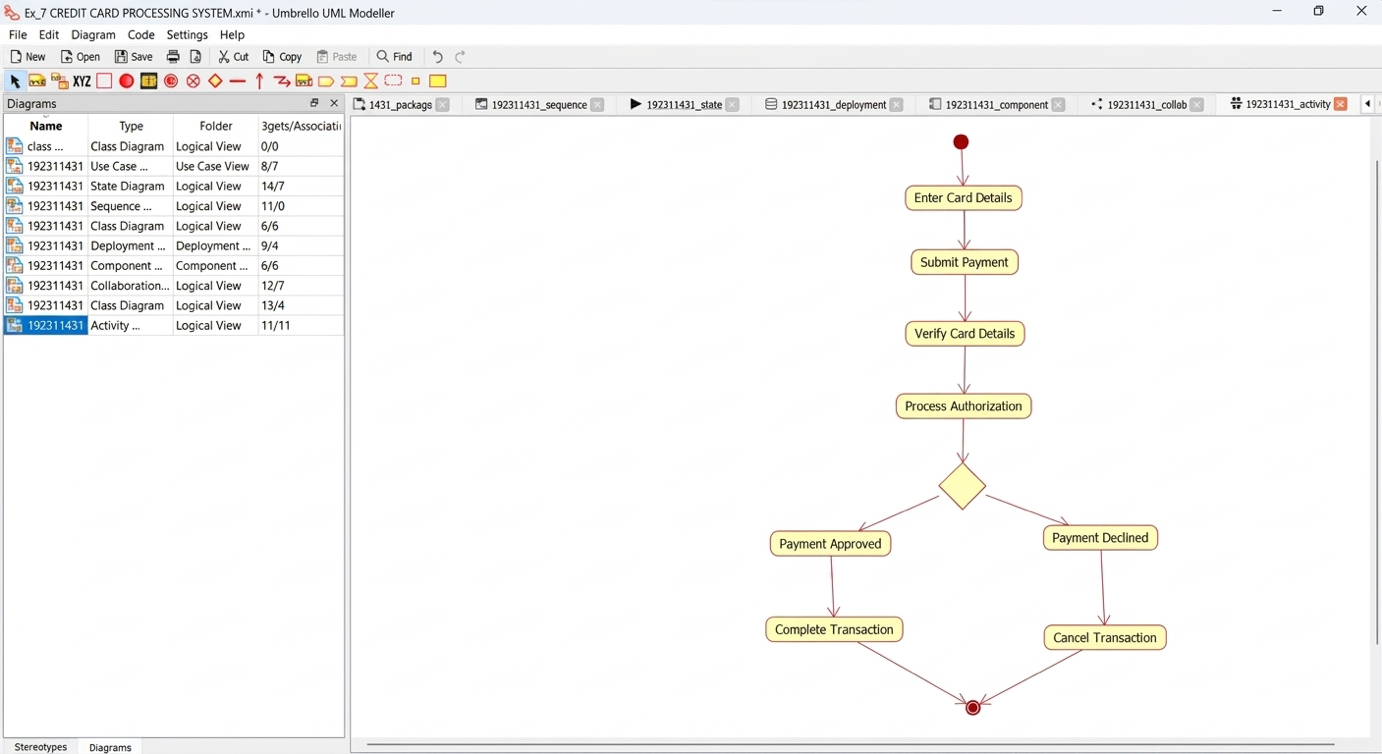 Ex_7 CREDIT CARD PROCESSING SYSTEM.xmi * - Umbrello UML Modeller
File Edit Diagram Code Settings Help
New Open Save Cut Copy Paste Find
XYZ
Diagrams
1431_packags 192311431_sequence 192311431_state 192311431_deployment 192311431_component 192311431_collab 192311431_activity
Name Type Folder 3gets/Associati
class ... Class Diagram Logical View 0/0
192311431 Use Case ... Use Case View 8/7
192311431 State Diagram Logical View 14/7
192311431 Sequence ... Logical View 11/0
192311431 Class Diagram Logical View 6/6
192311431 Deployment ... Deployment ... 9/4
192311431 Component ... Component ... 6/6
192311431 Collaboration... Logical View 12/7
192311431 Class Diagram Logical View 13/4
192311431 Activity ... Logical View 11/11
Enter Card Details
Submit Payment
Verify Card Details
Process Authorization
Payment Approved
Payment Declined
Complete Transaction
Cancel Transaction
Stereotypes Diagrams